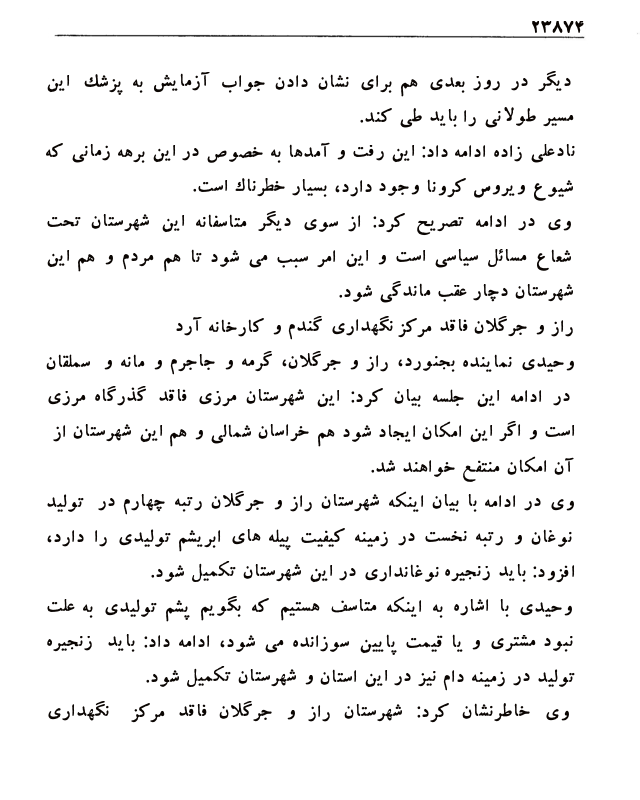 ۲۳۸۷۴
دیگر در روز بعدی هم برای نشان دادن جواب آزمایش به پزشك این
مسیر طولانی را باید طی کند.
نادعلی زاده ادامه داد: این رفت و آمدها به خصوص در این برهه زمانی که
شیوع ویروس کرونا وجود دارد، بسیار خطرناك است.
وی در ادامه تصریح کرد: از سوی دیگر متاسفانه این شهرستان تحت
شعاع مسائل سیاسی است و این امر سبب می شود تا هم مردم و هم این
شهرستان دچار عقب ماندگی شود.
راز و جرگلان فاقد مرکز نگهداری گندم و کارخانه آرد
وحیدی نماینده بجنورد، راز و جرگلان، گرمه و جاجرم و مانه و سملقان
در ادامه این جلسه بیان کرد: این شهرستان مرزی فاقد گذرگاه مرزی
است و اگر این امکان ایجاد شود هم خراسان شمالی و هم این شهرستان از
آن امکان منتفع خواهند شد.
وی در ادامه با بیان اینکه شهرستان راز و جرگلان رتبه چهارم در تولید
نوغان و رتبه نخست در زمینه کیفیت پیله های ابریشم تولیدی را دارد،
افزود: باید زنجیره نوغانداری در این شهرستان تکمیل شود.
وحیدی با اشاره به اینکه متاسف هستیم که بگویم پشم تولیدی به علت
نبود مشتری و یا قیمت پایین سوزانده می شود، ادامه داد: باید زنجیره
تولید در زمینه دام نیز در این استان و شهرستان تکمیل شود.
وی خاطرنشان کرد: شهرستان راز و جرگلان فاقد مرکز نگهداری